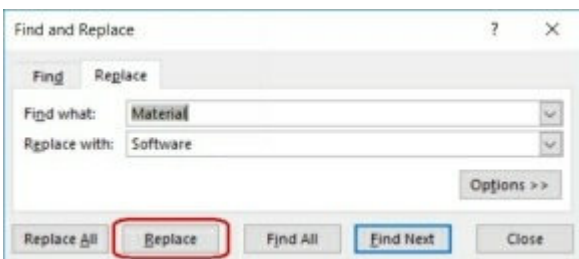 Find and Replace ?
Find Replace
Find what: Material
Replace with: Software
Options >>
Replace All Replace Find All Find Next Close